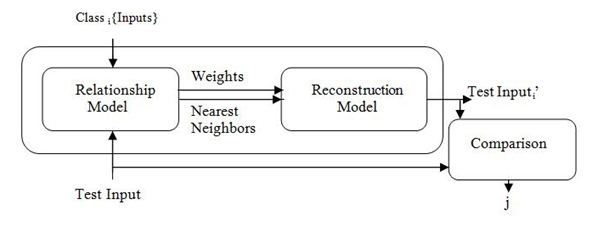 Class i{Inputs}
Relationship
Model
Weights
Nearest
Neighbors
Reconstruction
Model
Test Inputi’
Comparison
Test Input
j